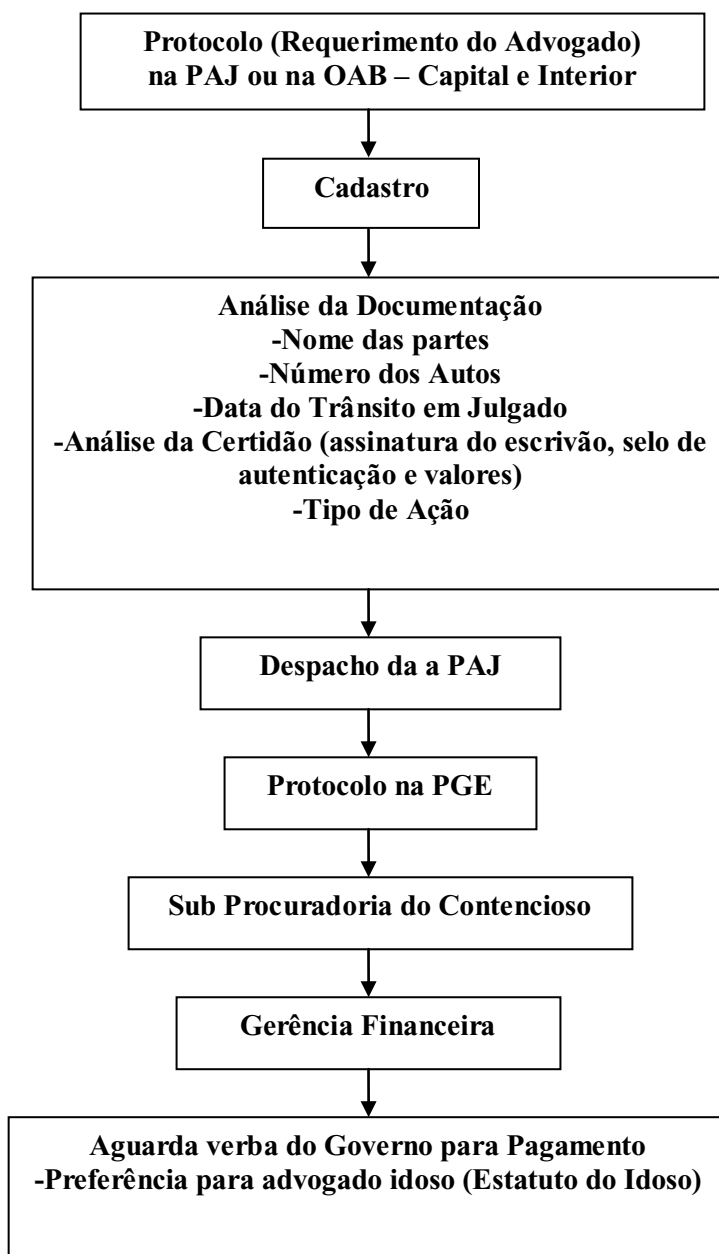 Protocolo (Requerimento do Advogado)
na PAJ ou na OAB – Capital e Interior
Cadastro
Análise da Documentação
-Nome das partes
-Número dos Autos
-Data do Trânsito em Julgado
-Análise da Certidão (assinatura do escrivão, selo de
autenticação e valores)
-Tipo de Ação
Despacho da a PAJ
Protocolo na PGE
Sub Procuradoria do Contencioso
Gerência Financeira
Aguarda verba do Governo para Pagamento
-Preferência para advogado idoso (Estatuto do Idoso)